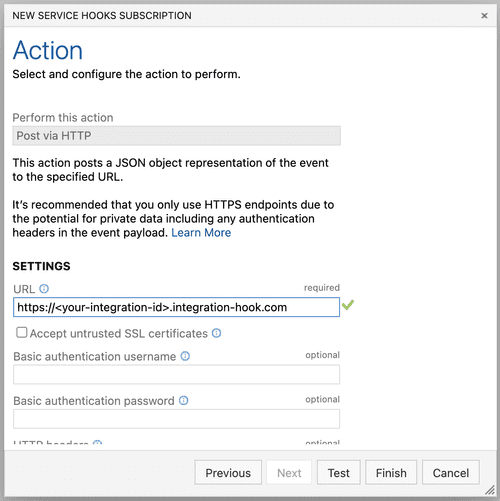 NEW SERVICE HOOKS SUBSCRIPTION
Action
Select and configure the action to perform.
Perform this action
Post via HTTP
This action posts a JSON object representation of the event
to the specified URL.
It's recommended that you only use HTTPS endpoints due to
the potential for private data including any authentication
headers in the event payload. Learn More
SETTINGS
URL required
https://<your-integration-id>.integration-hook.com
Accept untrusted SSL certificates
Basic authentication username optional
Basic authentication password optional
HTTP headers optional
Previous Next Test Finish Cancel